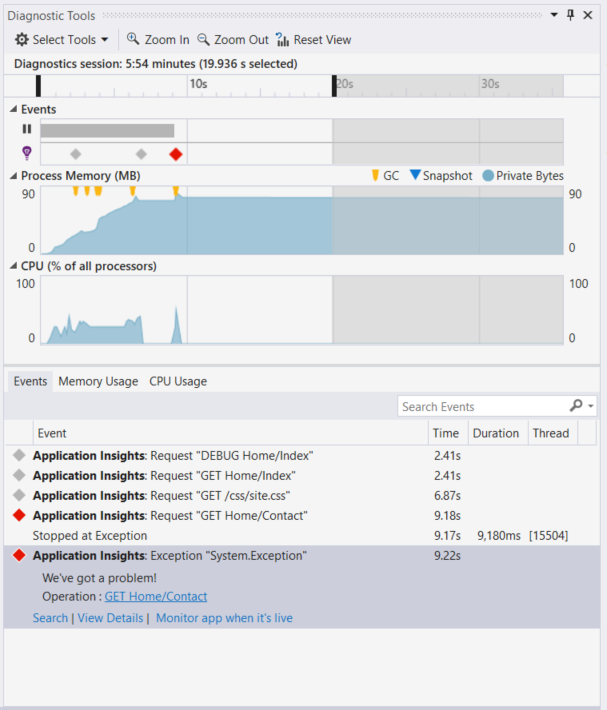 Diagnostic Tools
Select Tools Zoom In Zoom Out Reset View
Diagnostics session: 5:54 minutes (19.936 s selected)
10s 20s 30s
Events
Process Memory (MB) GC Snapshot Private Bytes
90 90
0 0
CPU (% of all processors)
100 100
0 0
Events Memory Usage CPU Usage
Search Events
Event Time Duration Thread
Application Insights: Request "DEBUG Home/Index" 2.41s
Application Insights: Request "GET Home/Index" 2.41s
Application Insights: Request "GET /css/site.css" 6.87s
Application Insights: Request "GET Home/Contact" 9.18s
Stopped at Exception 9.17s 9,180ms [15504]
Application Insights: Exception "System.Exception" 9.22s
We've got a problem!
Operation : GET Home/Contact
Search | View Details | Monitor app when it's live